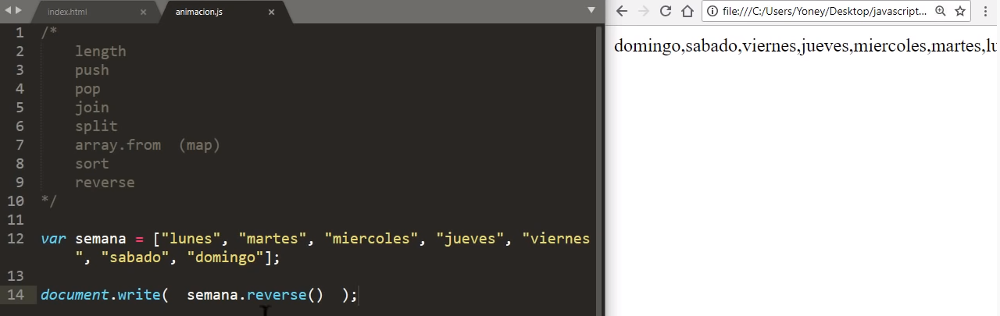 index.html
animacion.js
1 /*
2 length
3 push
4 pop
5 join
6 split
7 array.from (map)
8 sort
9 reverse
10 */
11
12 var semana = ["lunes", "martes", "miercoles", "jueves", "viernes
", "sabado", "domingo"];
13
14 document.write( semana.reverse() );
file:///C:/Users/Yoney/Desktop/javascript...
domingo,sabado,viernes,jueves,miercoles,martes,lu